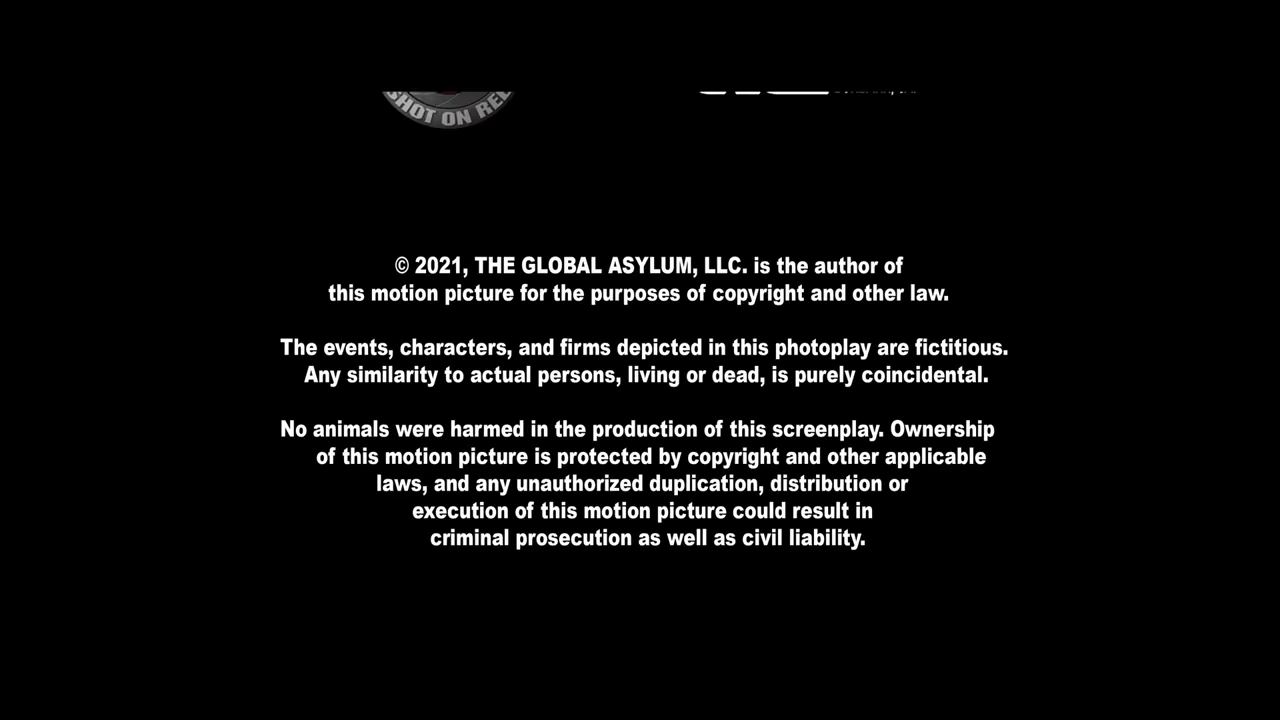 SHOT ON RED
© 2021, THE GLOBAL ASYLUM, LLC. is the author of
this motion picture for the purposes of copyright and other law.
The events, characters, and firms depicted in this photoplay are fictitious.
Any similarity to actual persons, living or dead, is purely coincidental.
No animals were harmed in the production of this screenplay. Ownership
of this motion picture is protected by copyright and other applicable
laws, and any unauthorized duplication, distribution or
execution of this motion picture could result in
criminal prosecution as well as civil liability.